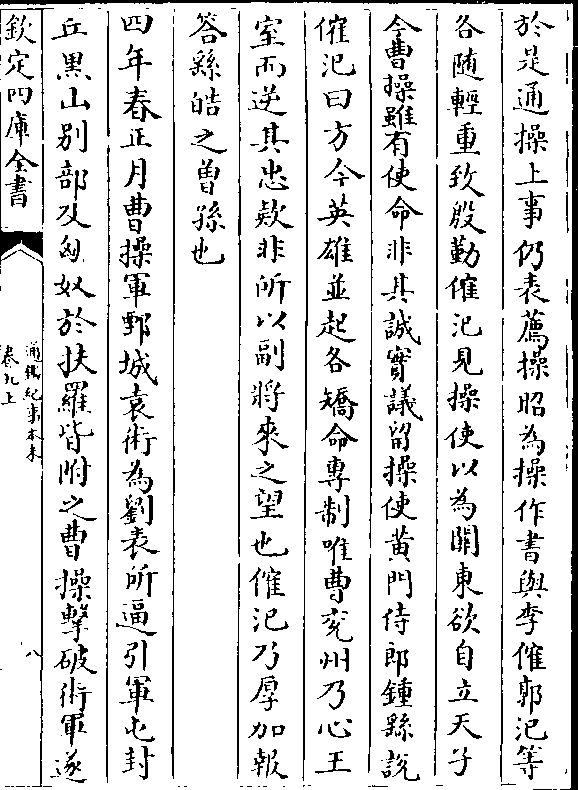 於是通操上事仍表薦操昭為操作書與李傕郭汜等
各隨輕重致殷勤傕汜見操使以為關東欲自立天子
今曹操雖有使命非其誠實議留操使黄門侍郎鍾繇説
傕汜曰方今英雄並起各矯命専制唯曹兖州乃心王
室而逆其忠欵非所以副將來之望也傕汜乃厚加報
答繇皓之曽孫也
四年春正月曹操軍鄄城袁術為劉表所逼引軍屯封
丘黒山别部及匈奴於扶羅皆附之曹操擊破術軍遂
欽定四庫全書
通鑑紀事本末
卷九上
八